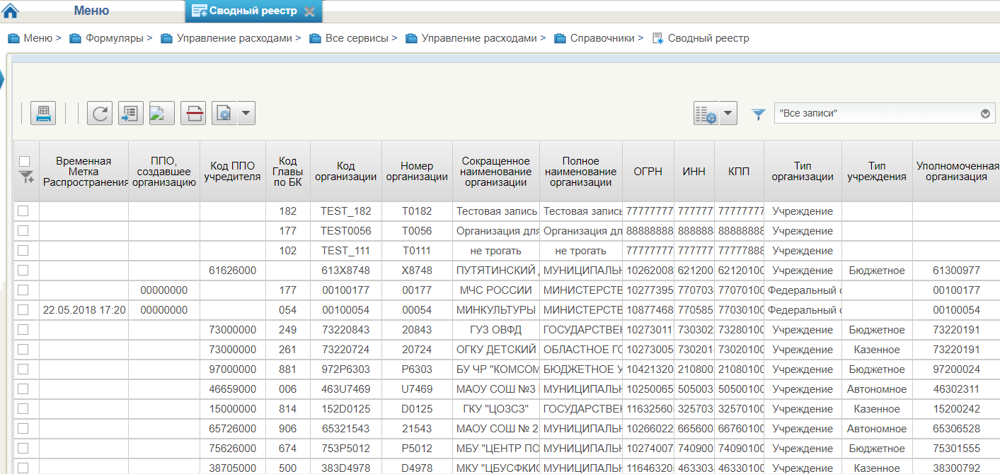 Меню Сводный реестр
Меню > Формуляры > Управление расходами > Все сервисы > Управление расходами > Справочники > Сводный реестр
"Все записи"
Временная Метка Распространения ППО, создавшее организацию Код ППО учредителя Код Главы по БК Код организации Номер организации Сокращенное наименование организации Полное наименование организации ОГРН ИНН КПП Тип организации Тип учреждения Уполномоченная организация
182 TEST_182 T0182 Тестовая запись Тестовая запись 77777777 777777 77777777 Учреждение
177 TEST0056 T0056 Организация для Организация дл 88888888 888888 88888888 Учреждение
102 TEST_111 T0111 не трогать не трогать 77777777 777777 77777888 Учреждение
61626000 613X8748 X8748 ПУТЯТИНСКИЙ МУНИЦИПАЛЬН 10262008 621200 62120100 Учреждение Бюджетное 61300977
00000000 177 00100177 00177 МЧС РОССИИ МИНИСТЕРСТВ 10277395 770703 77070100 Федеральный о 00100177
22.05.2018 17:20 00000000 054 00100054 00054 МИНКУЛЬТУРЫ МИНИСТЕРСТВ 10877468 770585 77030100 Федеральный о 00100054
73000000 249 73220843 20843 ГУЗ ОВФД ГОСУДАРСТВЕН 10273011 730302 73280100 Учреждение Бюджетное 73220191
73000000 261 73220724 20724 ОГКУ ДЕТСКИЙ ОБЛАСТНОЕ ГО 10273005 730201 73020100 Учреждение Казенное 73220191
97000000 881 972P6303 P6303 БУ ЧР "КОМСОМ БЮДЖЕТНОЕ У 10421320 210800 21080100 Учреждение Бюджетное 97200024
46659000 006 463U7469 U7469 МАОУ СОШ №3 МУНИЦИПАЛЬН 10250065 505003 50500100 Учреждение Автономное 46302311
15000000 814 152D0125 D0125 ГКУ "ЦОЗСЗ" ГОСУДАРСТВЕН 11632560 325703 32570100 Учреждение Казенное 15200242
65726000 906 65321543 21543 МАОУ СОШ № 2 МУНИЦИПАЛЬН 10266022 665600 66760100 Учреждение Автономное 65306528
75626000 674 753P5012 P5012 МБУ "ЦЕНТР ПО МУНИЦИПАЛЬН 10274007 740900 74090100 Учреждение Бюджетное 75301555
38705000 500 383D4978 D4978 МКУ "ЦБУСФКИС МУНИЦИПАЛЬН 11646320 463303 46330100 Учреждение Казенное 38300792